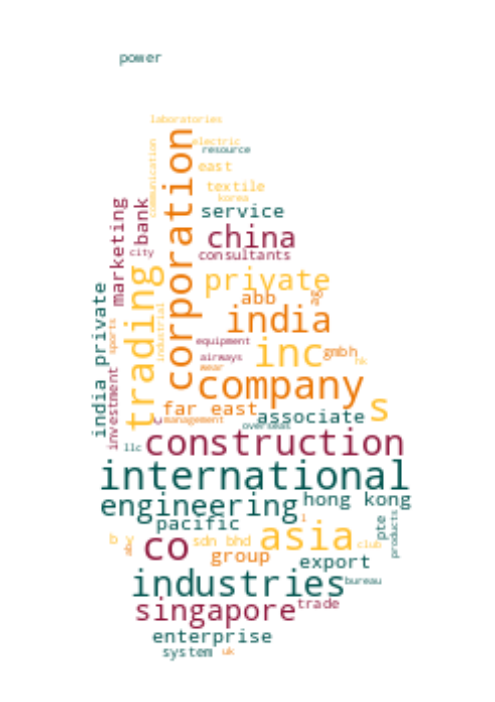 power
laboratories
electric
resource
communication
corporation
east
textile
korea
service
marketing
bank
china
city
consultants
private
trading
abb
ag
india
india private
sports
industrial
equipment
inc
gmbh
airways
hk
wear
company
investment
far east
s
c
management
associate
overseas
llc
construction
international
engineering
hong kong
pacific
1
pte
products
b
abc
co
sdn bhd
asia
club
group
export
industries
bureau
singapore
trade
enterprise
system
uk